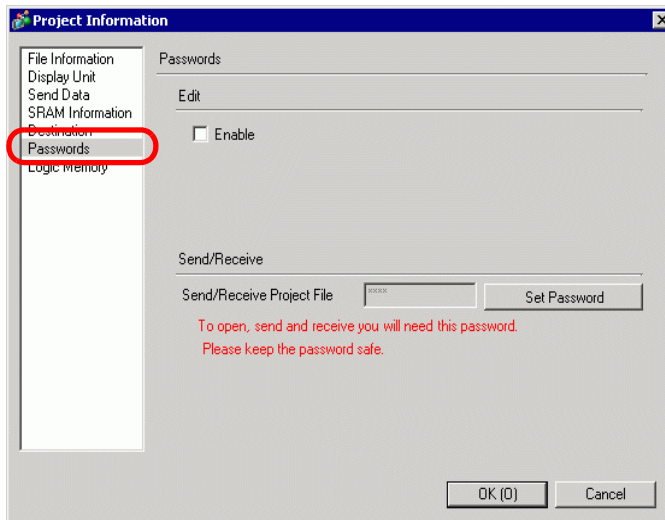 Project Information
File Information
Display Unit
Send Data
SRAM Information
Destination
Passwords
Logic Memory
Passwords
Edit
Enable
Send/Receive
Send/Receive Project File
****
Set Password
To open, send and receive you will need this password.
Please keep the password safe.
OK (O)
Cancel